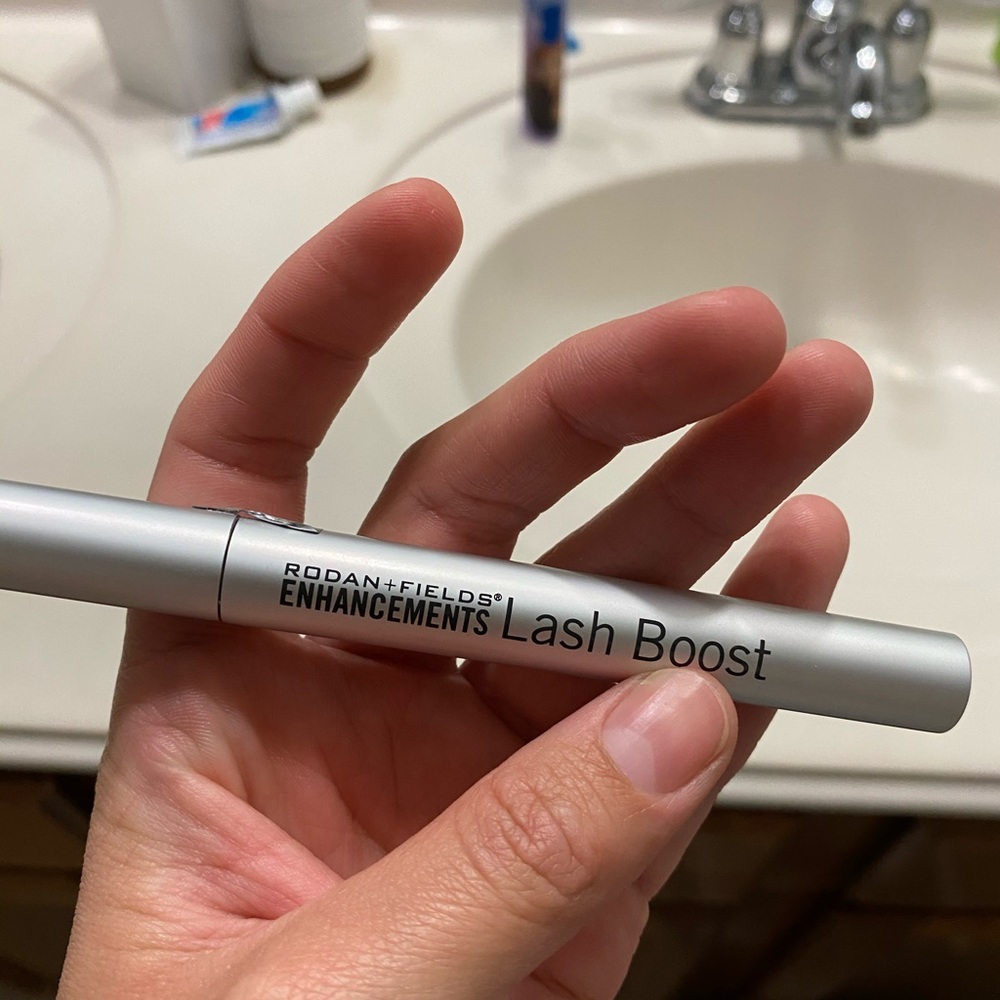 RODAN+FIELDS®
ENHANCEMENTS Lash Boost